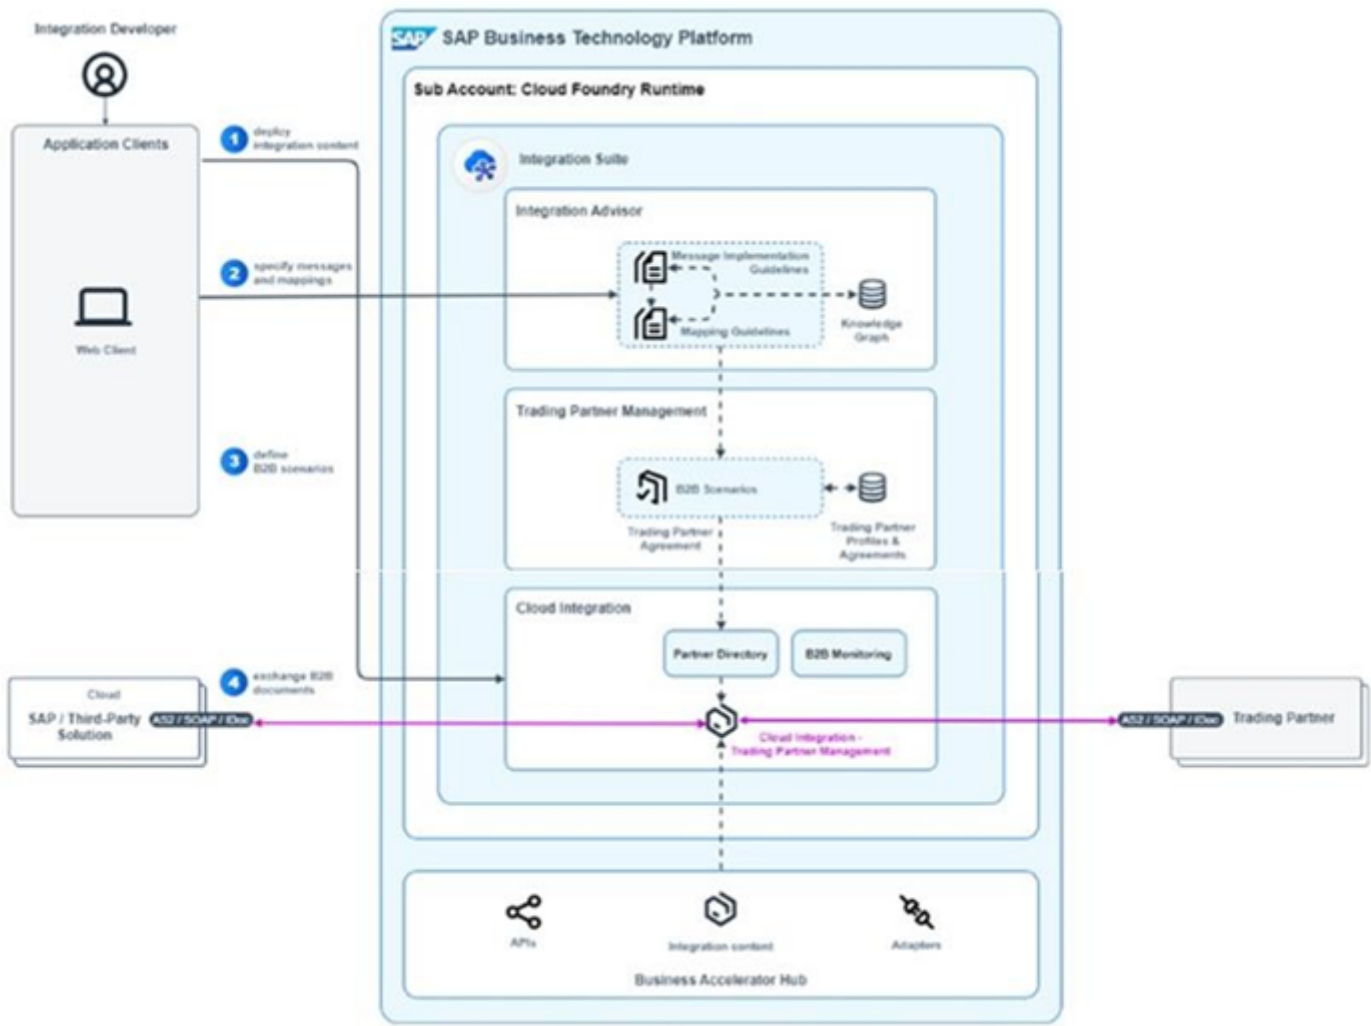 Integration Developer
Application Clients
Web Client
1
deploy
integration content
2
specify messages
and mappings
3
define
B2B scenarios
4
exchange B2B
documents
Cloud
SAP / Third-Party
Solution
AS2 / SOAP / IDoc
SAP
SAP Business Technology Platform
Sub Account: Cloud Foundry Runtime
Integration Suite
Integration Advisor
Message Implementation
Guidelines
Mapping Guidelines
Knowledge
Graph
Trading Partner Management
B2B Scenarios
Trading Partner
Agreement
Trading Partner
Profiles &
Agreements
Cloud Integration
Partner Directory
B2B Monitoring
Cloud Integration -
Trading Partner Management
AS2 / SOAP / IDoc
Trading Partner
APIs
Integration content
Adapters
Business Accelerator Hub